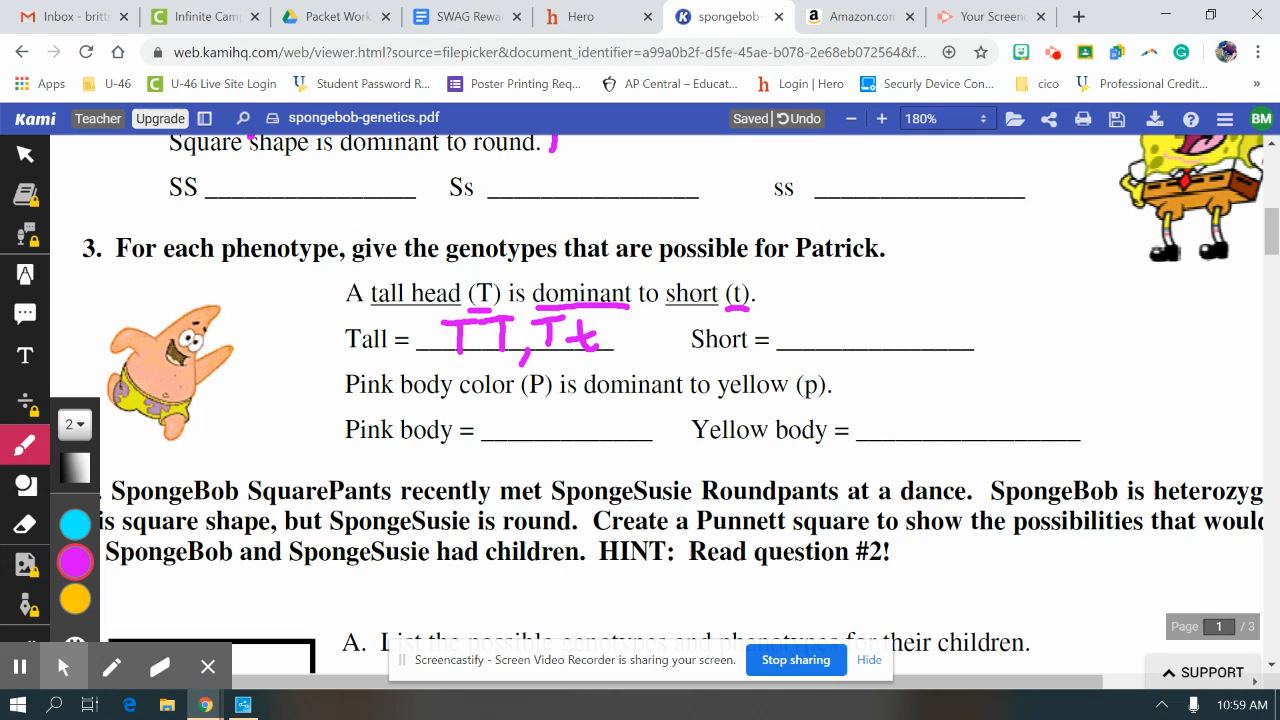 Inbox - britt
Infinite Cam
Packet Work
SWAG Rewa
Hero
spongebob-
Amazon.com
Your Screenc
web.kamihq.com/web/viewer.html?source=filepicker&document_identifier=a99a0b2f-d5fe-45ae-b078-2e68eb072564&f...
Apps
U-46
U-46 Live Site Login
Student Password R...
Poster Printing Req...
AP Central – Educat...
Login | Hero
Securly Device Con...
cico
Professional Credit...
»
Kami
Teacher
Upgrade
spongebob-genetics.pdf
Saved | Undo
180%
BM
Square shape is dominant to round.
SS ________________ Ss ________________ ss ________________
3. For each phenotype, give the genotypes that are possible for Patrick.
A tall head (T) is dominant to short (t).
Tall = TT, Tt Short = _______________
Pink body color (P) is dominant to yellow (p).
Pink body = _____________ Yellow body = _________________
2
. SpongeBob SquarePants recently met SpongeSusie Roundpants at a dance. SpongeBob is heterozyg
is square shape, but SpongeSusie is round. Create a Punnett square to show the possibilities that would
SpongeBob and SpongeSusie had children. HINT: Read question #2!
Page 1 / 3
A. List the possible genotypes and phenotypes for their children.
Screencastify - Screen Video Recorder is sharing your screen.
Stop sharing
Hide
SUPPORT
10:59 AM